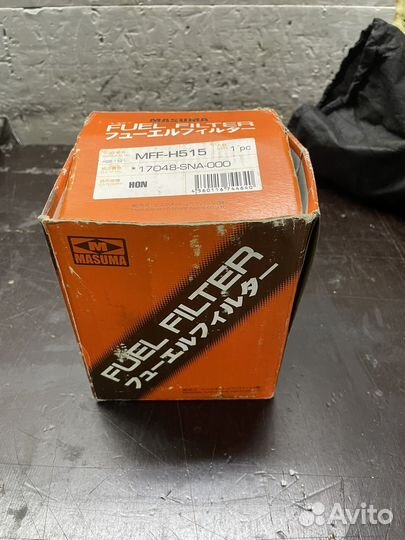 MASUMA
FUEL FILTER
フューエルフィルター
MFF-H515 1 pc
17048-SNA-000
HON
4560116744640
M
MASUMA
FUEL FILTER
フューエルフィルター
Avito